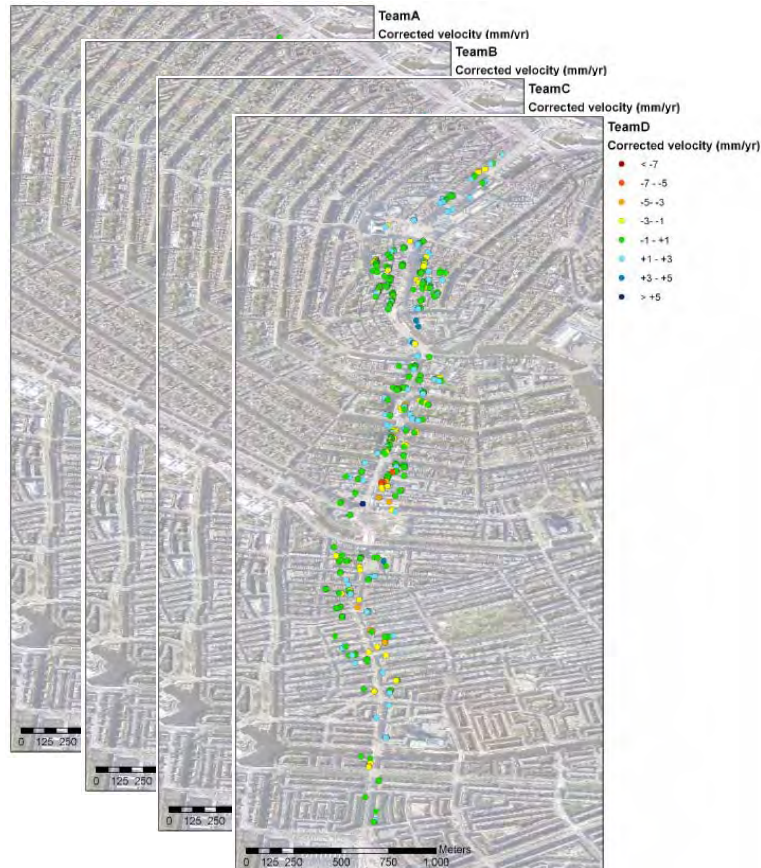 TeamA
Corrected velocity (mm/yr)
TeamB
Corrected velocity (mm/yr)
TeamC
Corrected velocity (mm/yr)
TeamD
Corrected velocity (mm/yr)
< -7
-7 - -5
-5 - -3
-3 - -1
-1 - +1
+1 - +3
+3 - +5
> +5
0 125 250
0 125 250
0 125 250
Meters
0 125 250 500 750 1.000